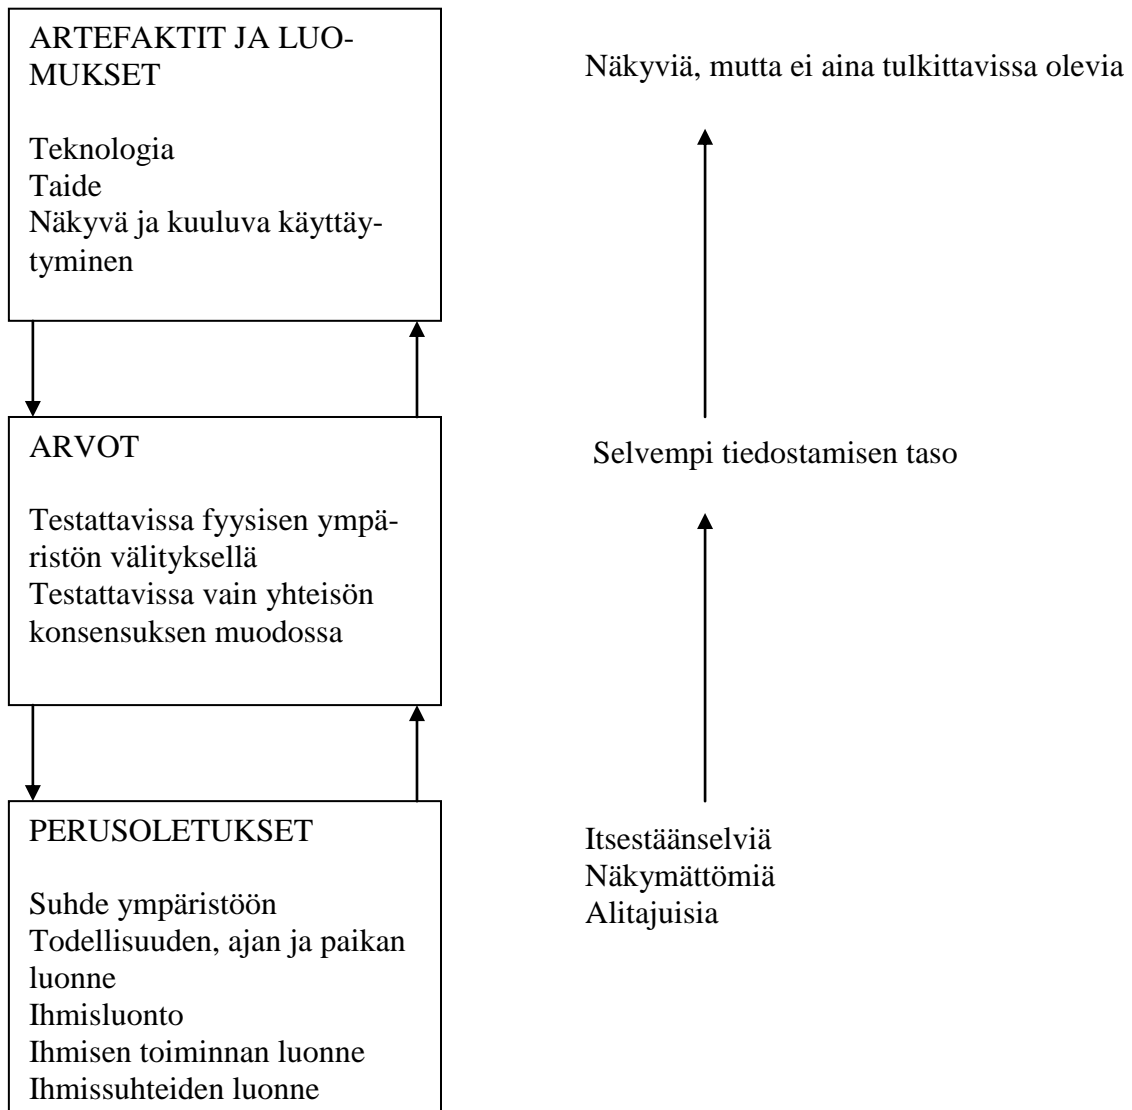 ARTEFAKTIT JA LUO-
MUKSET
Teknologia
Taide
Näkyvä ja kuuluva käyttäy-
tyminen
Näkyviä, mutta ei aina tulkittavissa olevia
ARVOT
Testattavissa fyysisen ympä-
ristön välityksellä
Testattavissa vain yhteisön
konsensuksen muodossa
Selvempi tiedostamisen taso
PERUSOLETUKSET
Suhde ympäristöön
Todellisuuden, ajan ja paikan
luonne
Ihmisluonto
Ihmisen toiminnan luonne
Ihmissuhteiden luonne
Itsestäänselviä
Näkymättömiä
Alitajuisia